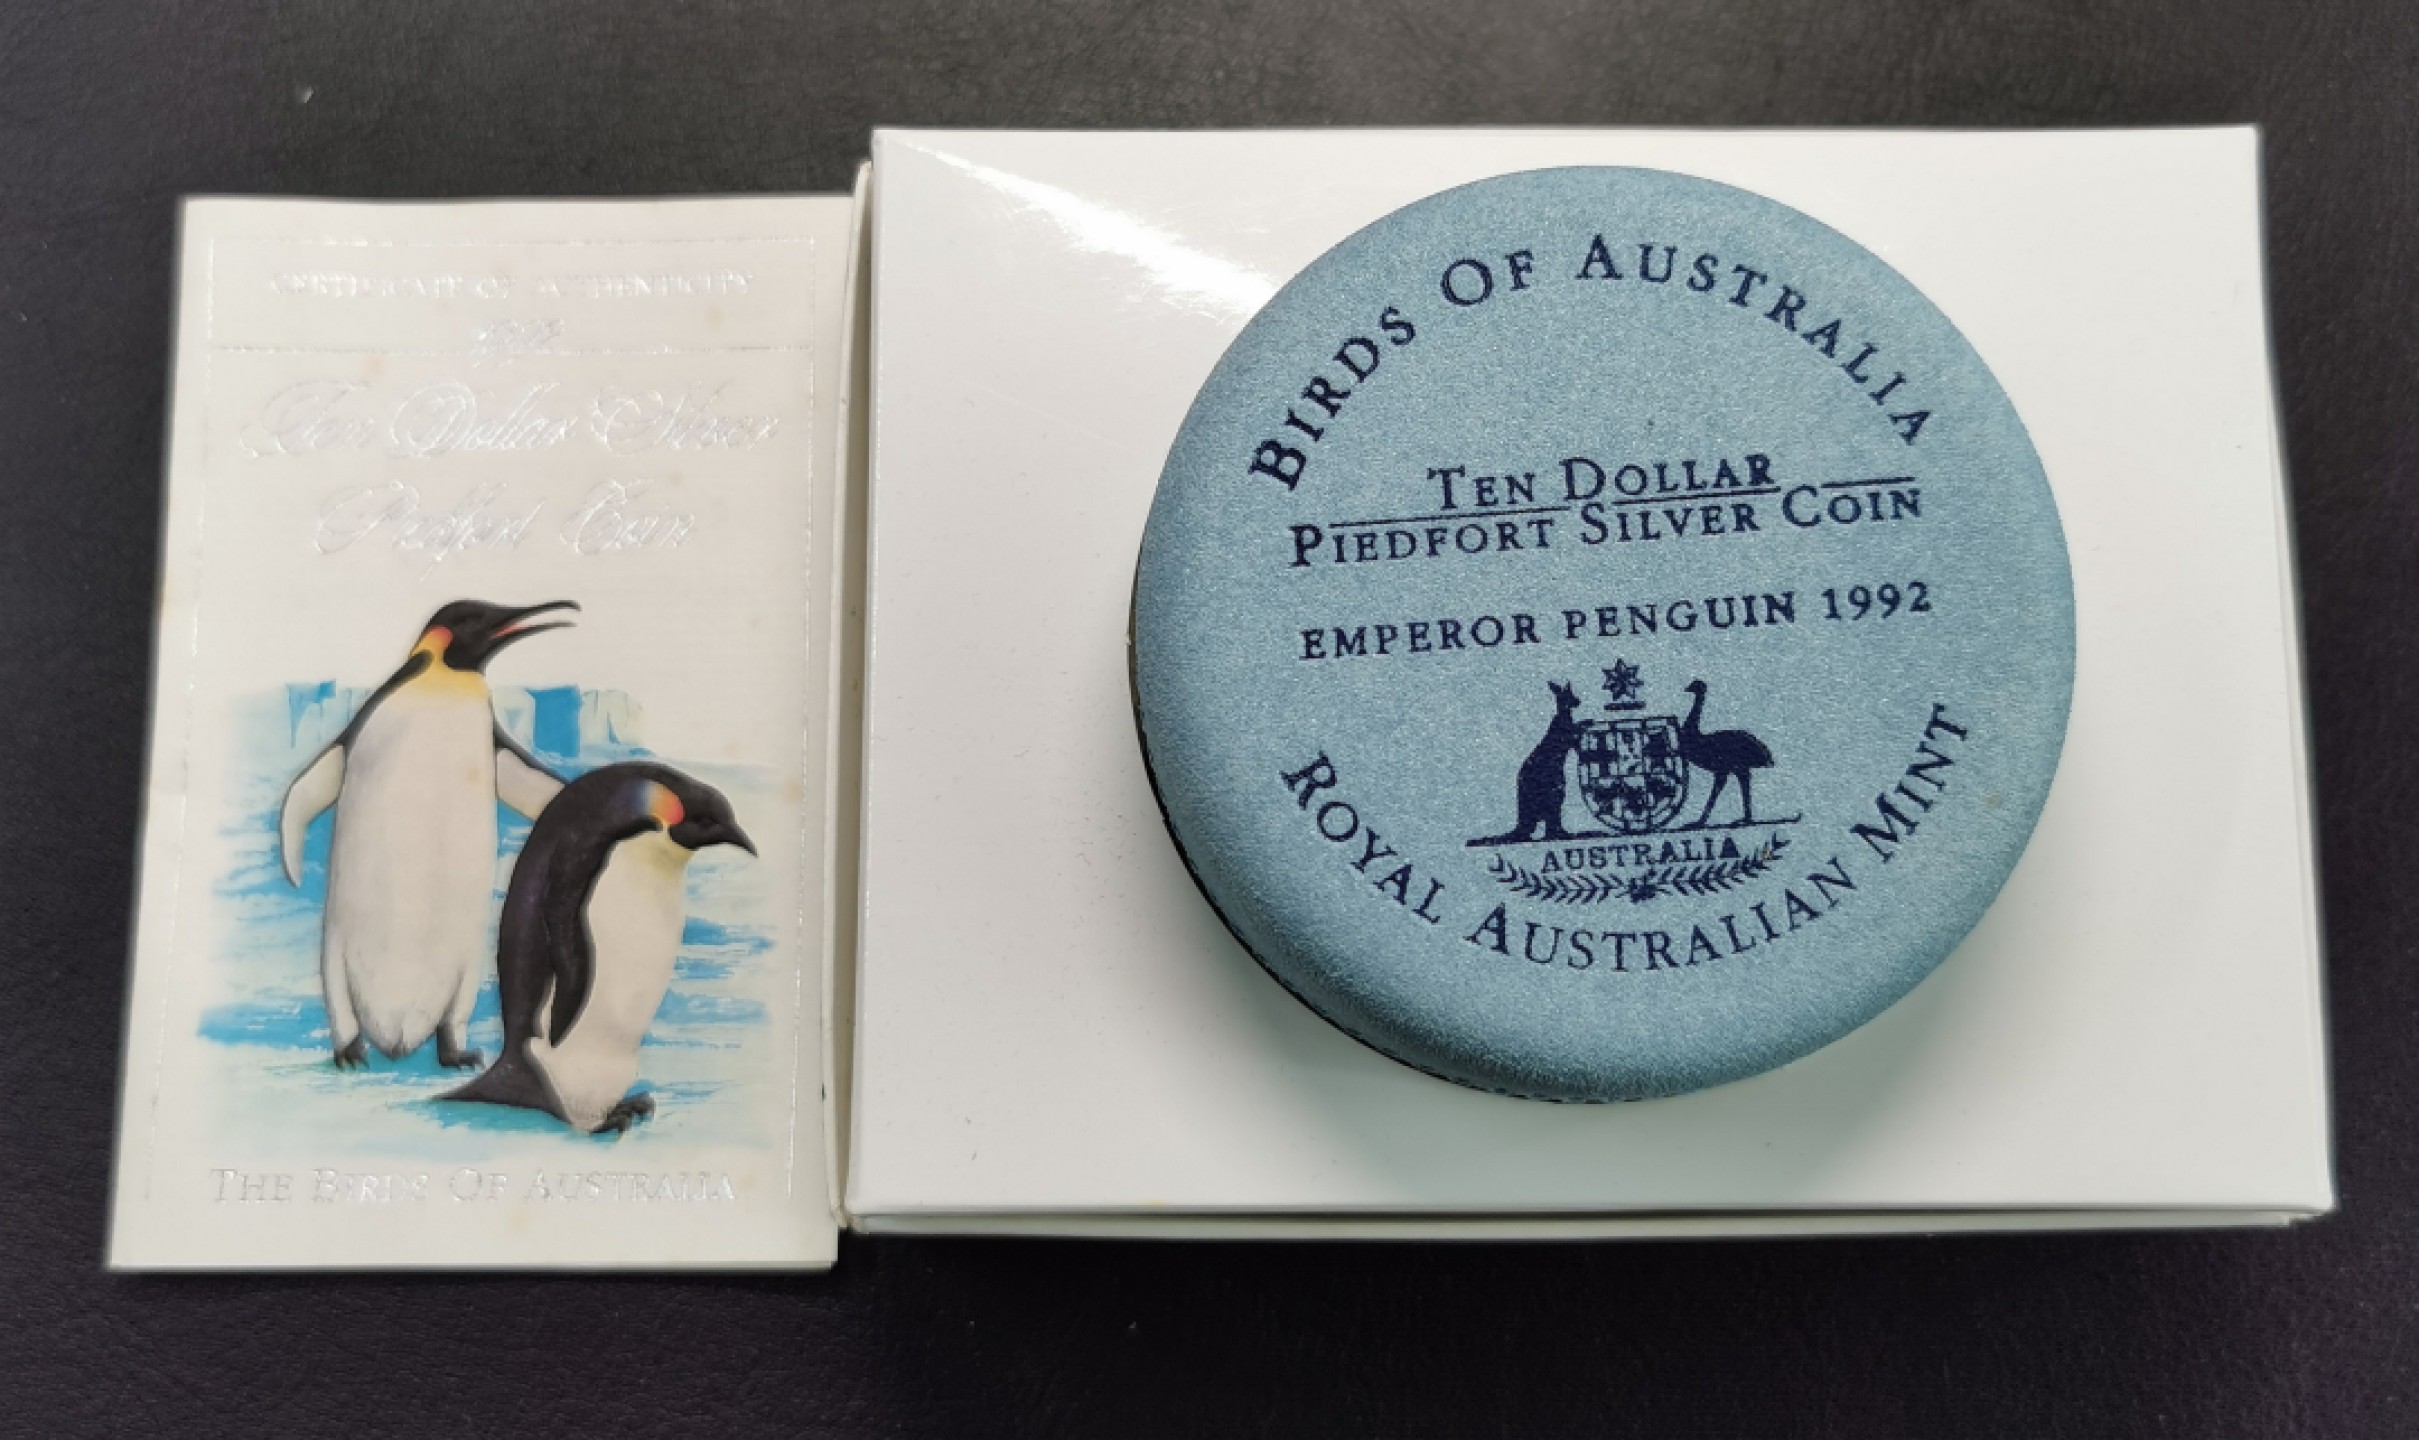 CERTIFICATE OF AUTHENTICITY
1992
Ten Dollar Silver
Piedfort Coin
THE BIRDS OF AUSTRALIA
BIRDS OF AUSTRALIA
TEN DOLLAR
PIEDFORT SILVER COIN
EMPEROR PENGUIN 1992
AUSTRALIA
ROYAL AUSTRALIAN MINT